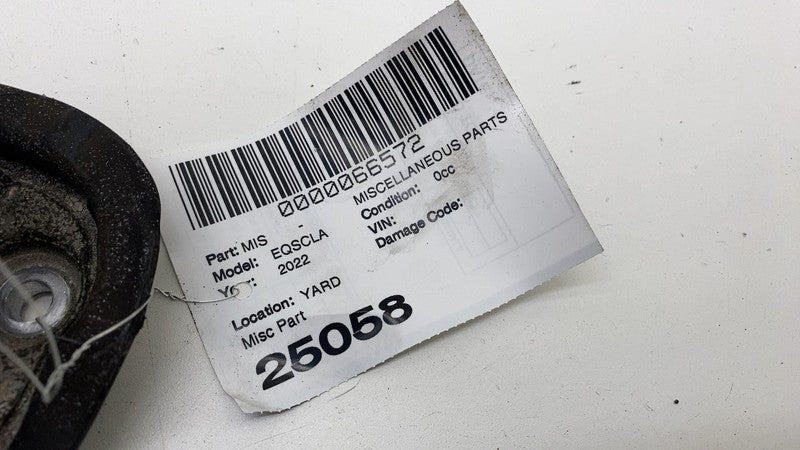 0000066572
Part: MIS - MISCELLANEOUS PARTS
Model: EQSCLA Condition: 0cc
2022 VIN:
Damage Code:
Location: YARD
Misc Part
25058